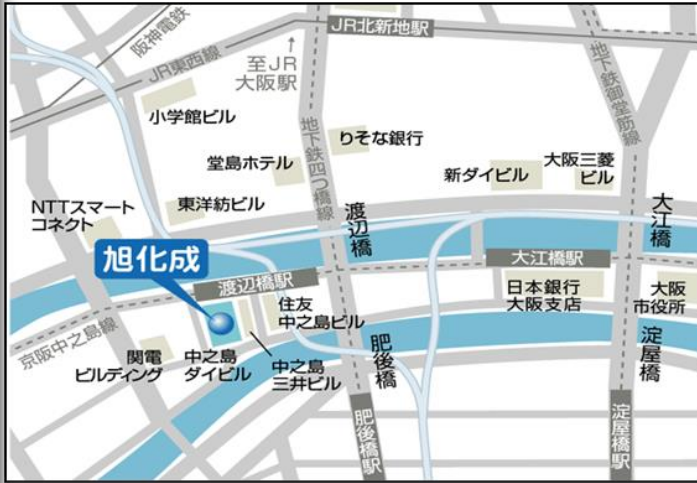 阪神電鉄
JR東西線
至JR
大阪駅
JR北新地駅
地下鉄御堂筋線
小学館ビル
地下鉄四つ橋線
りそな銀行
堂島ホテル
新ダイビル
大阪三菱
ビル
NTTスマート
コネクト
東洋紡ビル
渡辺橋
大江橋
旭化成
渡辺橋駅
大江橋駅
住友
中之島ビル
日本銀行
大阪支店
大阪
市役所
京阪中之島線
関電
ビルディング
中之島
ダイビル
中之島
三井ビル
肥後橋
淀屋橋
肥後橋駅
淀屋橋駅